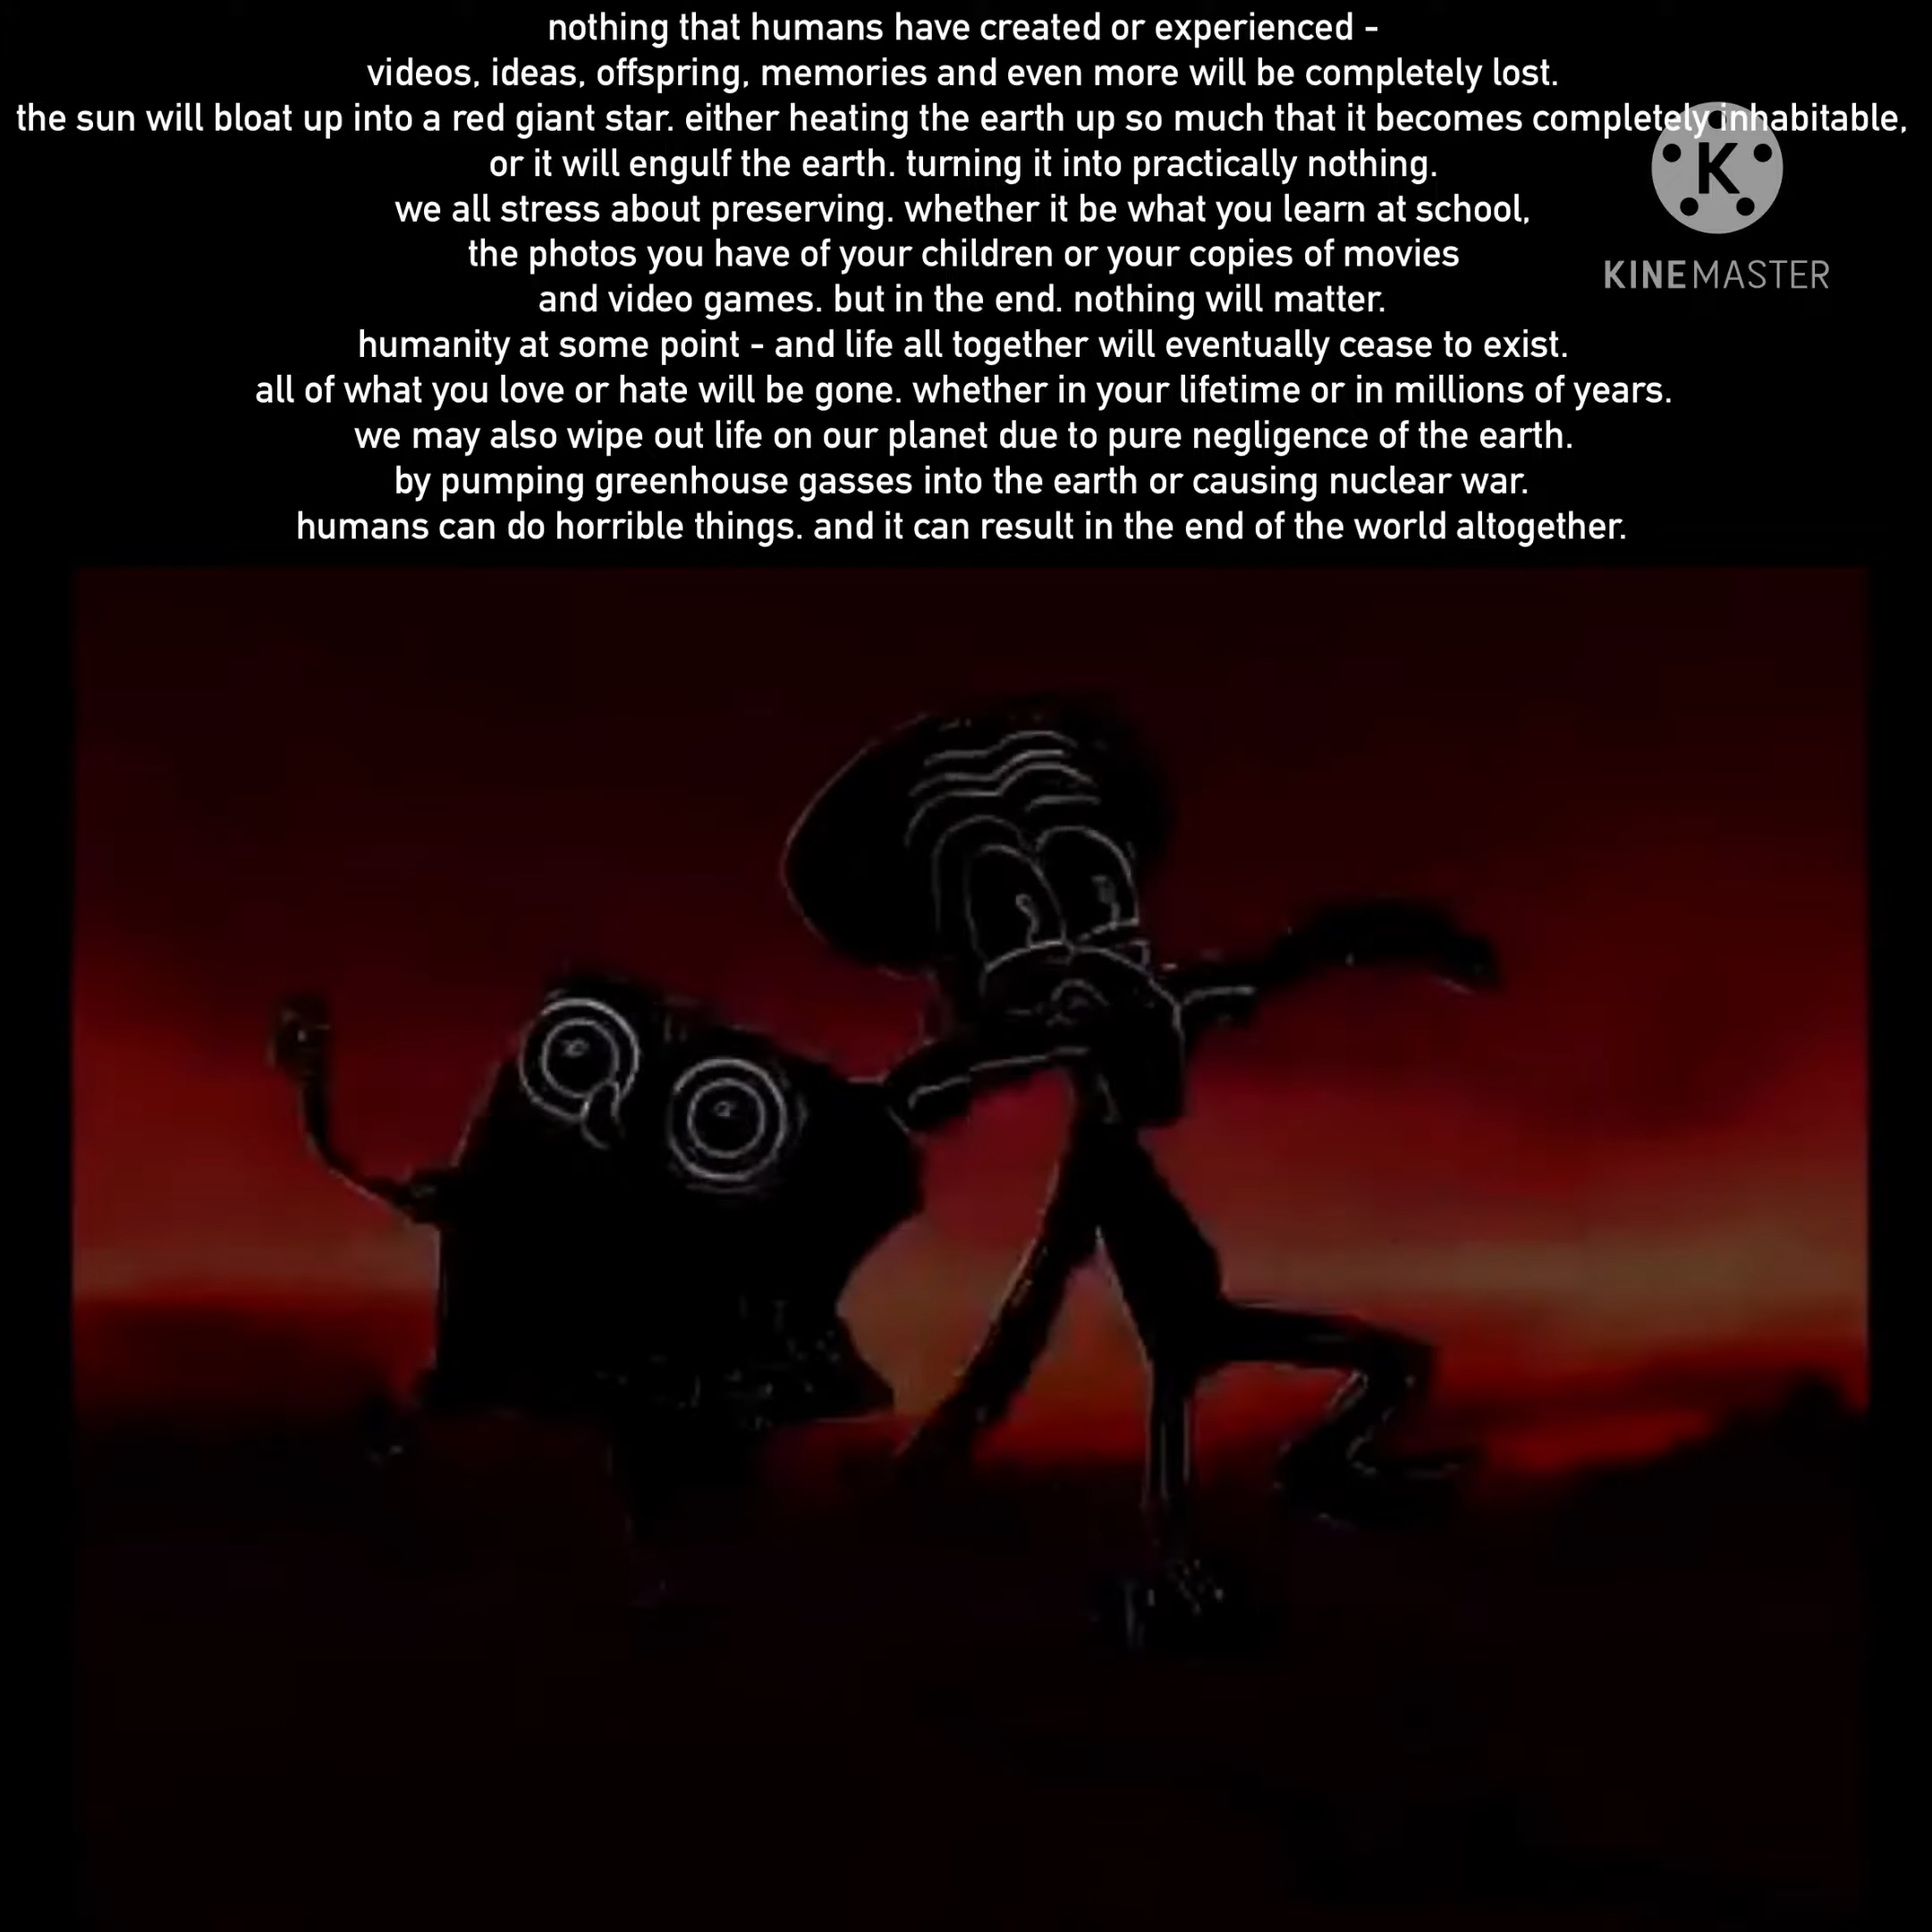 nothing that humans have created or experienced -
videos, ideas, offspring, memories and even more will be completely lost.
the sun will bloat up into a red giant star. either heating the earth up so much that it becomes completely inhabitable,
or it will engulf the earth. turning it into practically nothing.
we all stress about preserving. whether it be what you learn at school,
the photos you have of your children or your copies of movies
and video games. but in the end. nothing will matter.
humanity at some point - and life all together will eventually cease to exist.
all of what you love or hate will be gone. whether in your lifetime or in millions of years.
we may also wipe out life on our planet due to pure negligence of the earth.
by pumping greenhouse gasses into the earth or causing nuclear war.
humans can do horrible things. and it can result in the end of the world altogether.
K
KINEMASTER